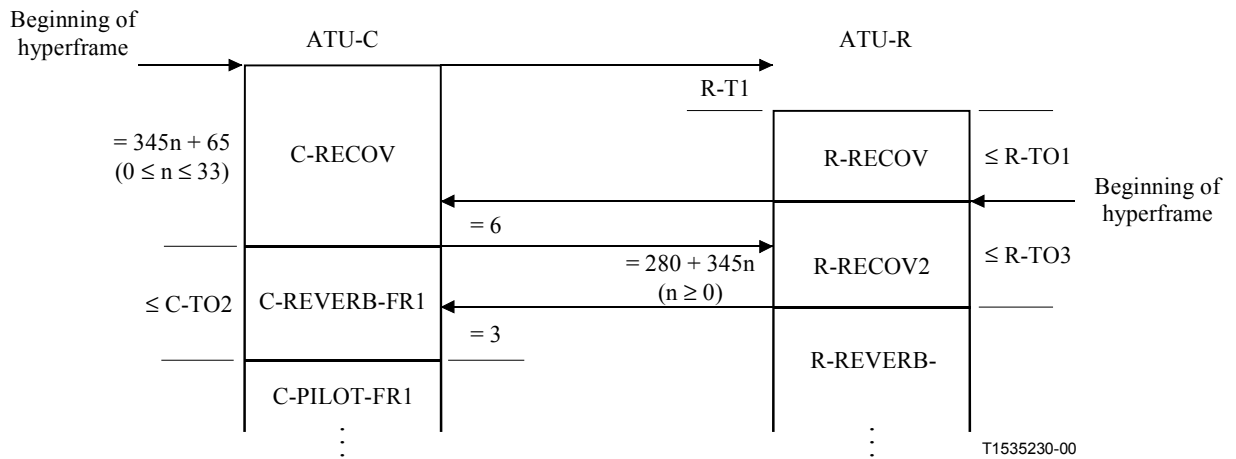 Beginning of
hyperframe
ATU-C
ATU-R
R-T1
= 345n + 65
(0 ≤ n ≤ 33)
C-RECOV
R-RECOV
≤ R-TO1
Beginning of
hyperframe
= 6
= 280 + 345n
(n ≥ 0)
R-RECOV2
≤ R-TO3
≤ C-TO2
C-REVERB-FR1
= 3
R-REVERB-
C-PILOT-FR1
T1535230-00